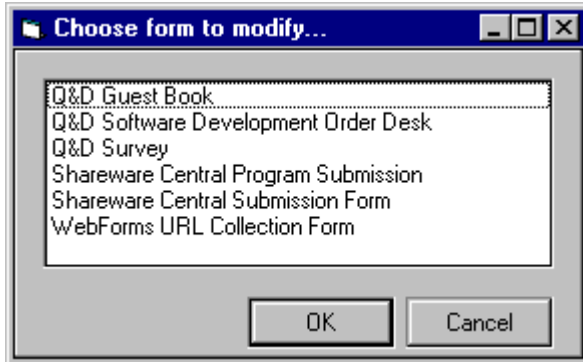 Choose form to modify...
Q&D Guest Book
Q&D Software Development Order Desk
Q&D Survey
Shareware Central Program Submission
Shareware Central Submission Form
WebForms URL Collection Form
OK Cancel